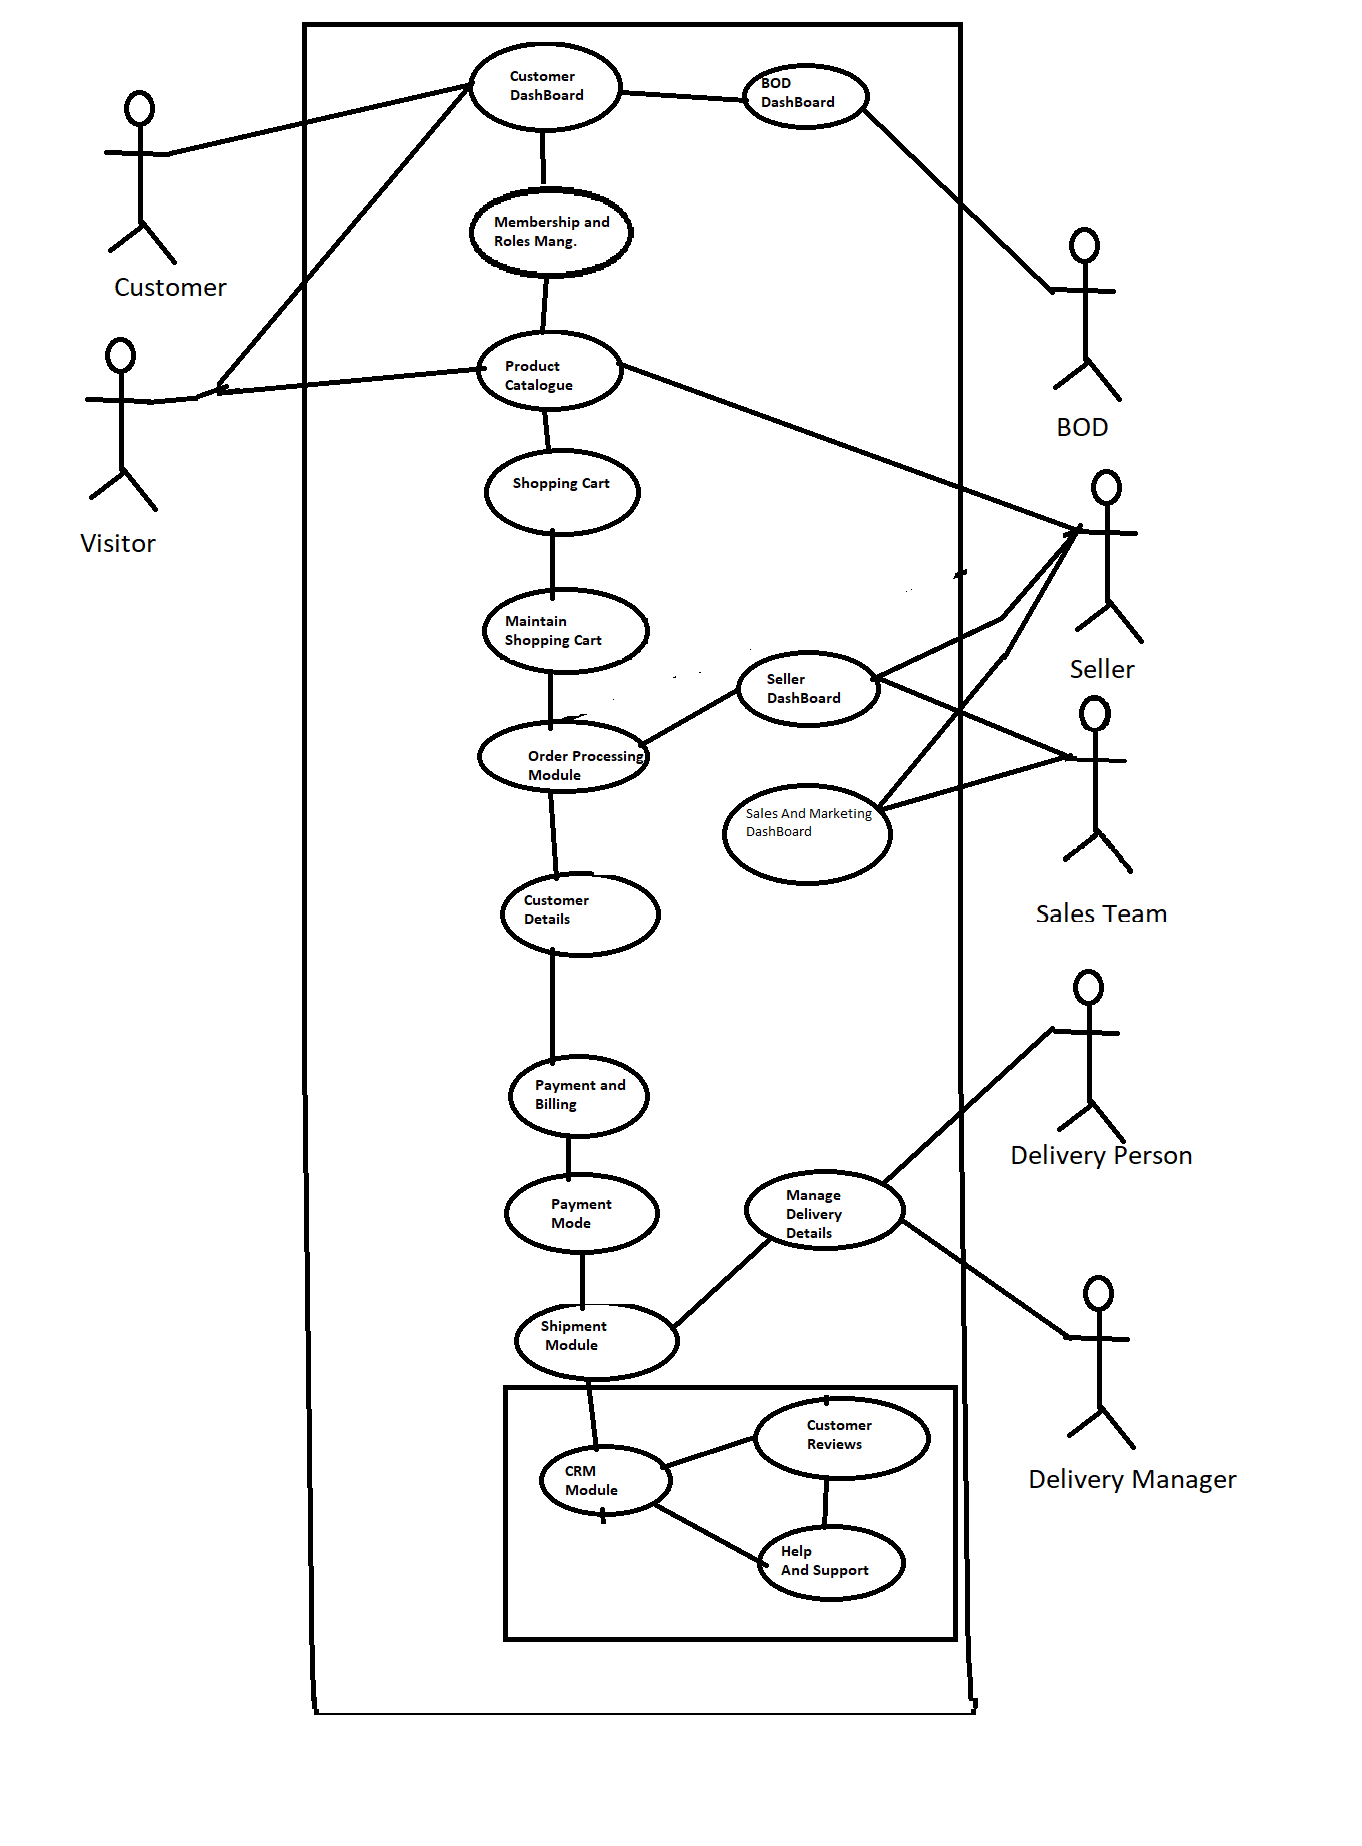 Customer
DashBoard
BOD
DashBoard
Membership and
Roles Mang.
Customer
Product
Catalogue
BOD
Shopping Cart
Visitor
Maintain
Shopping Cart
Seller
Seller
DashBoard
Order Processing
Module
Sales And Marketing
DashBoard
Customer
Details
Sales Team
Payment and
Billing
Delivery Person
Payment
Mode
Manage
Delivery
Details
Shipment
Module
Customer
Reviews
CRM
Module
Delivery Manager
Help
And Support